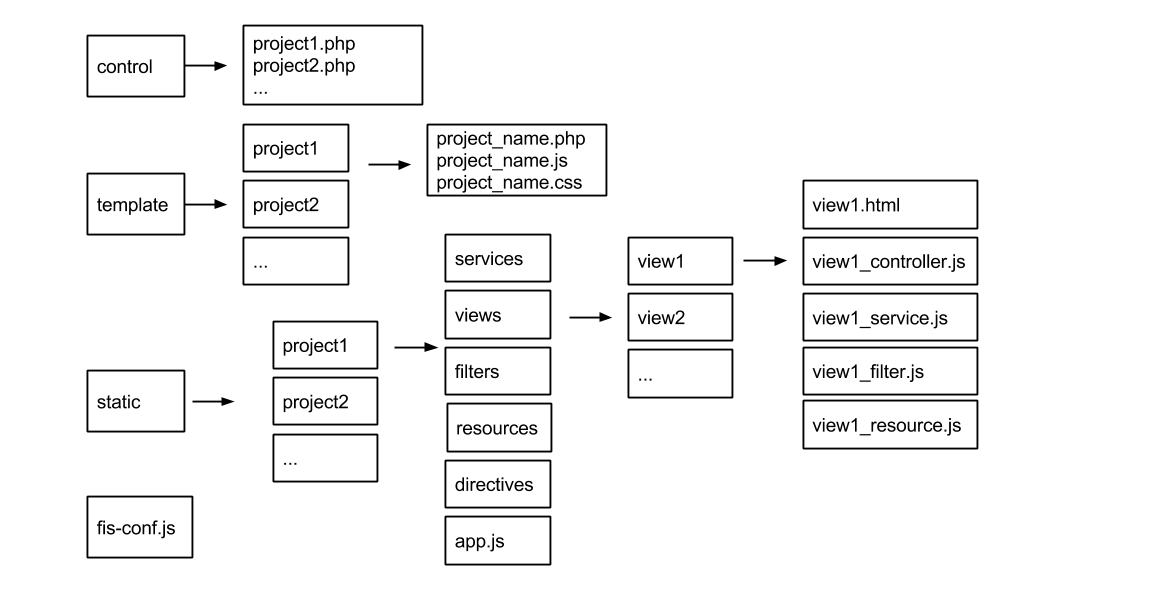 control
project1.php
project2.php
...
template
project1
project2
...
project_name.php
project_name.js
project_name.css
static
project1
project2
...
services
views
filters
resources
directives
app.js
view1
view2
...
view1.html
view1_controller.js
view1_service.js
view1_filter.js
view1_resource.js
fis-conf.js